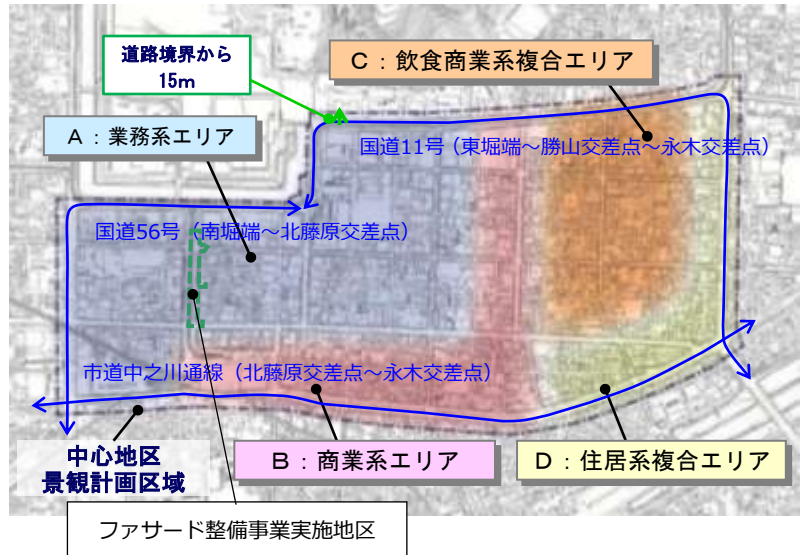 道路境界から
15m
C：飲食商業系複合エリア
A：業務系エリア
国道11号（東堀端～勝山交差点～永木交差点）
国道56号（南堀端～北藤原交差点）
市道中之川通線（北藤原交差点～永木交差点）
中心地区
景観計画区域
B：商業系エリア
D：住居系複合エリア
ファサード整備事業実施地区